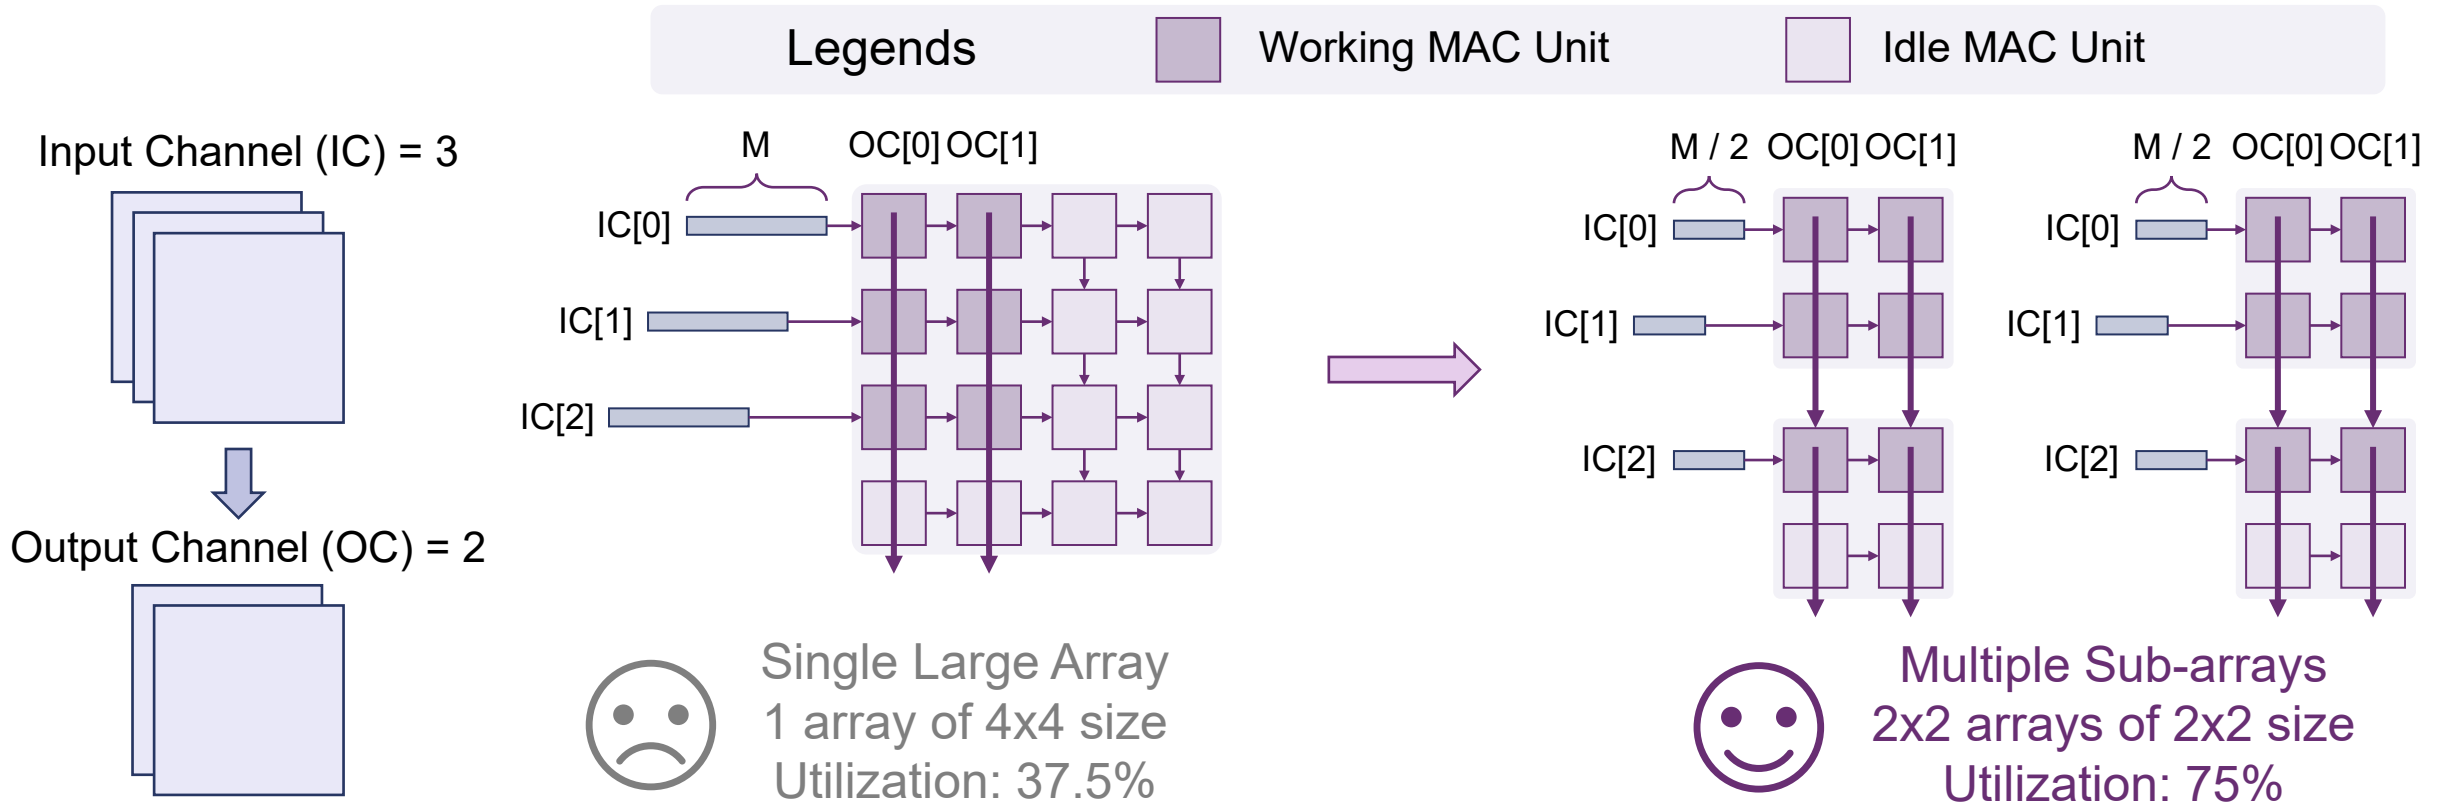 Legends
Working MAC Unit
Idle MAC Unit
Input Channel (IC) = 3
Output Channel (OC) = 2
M
OC[0]
OC[1]
IC[0]
IC[1]
IC[2]
Single Large Array
1 array of 4x4 size
Utilization: 37.5%
M / 2
OC[0]
OC[1]
IC[0]
IC[1]
IC[2]
M / 2
OC[0]
OC[1]
IC[0]
IC[1]
IC[2]
Multiple Sub-arrays
2x2 arrays of 2x2 size
Utilization: 75%